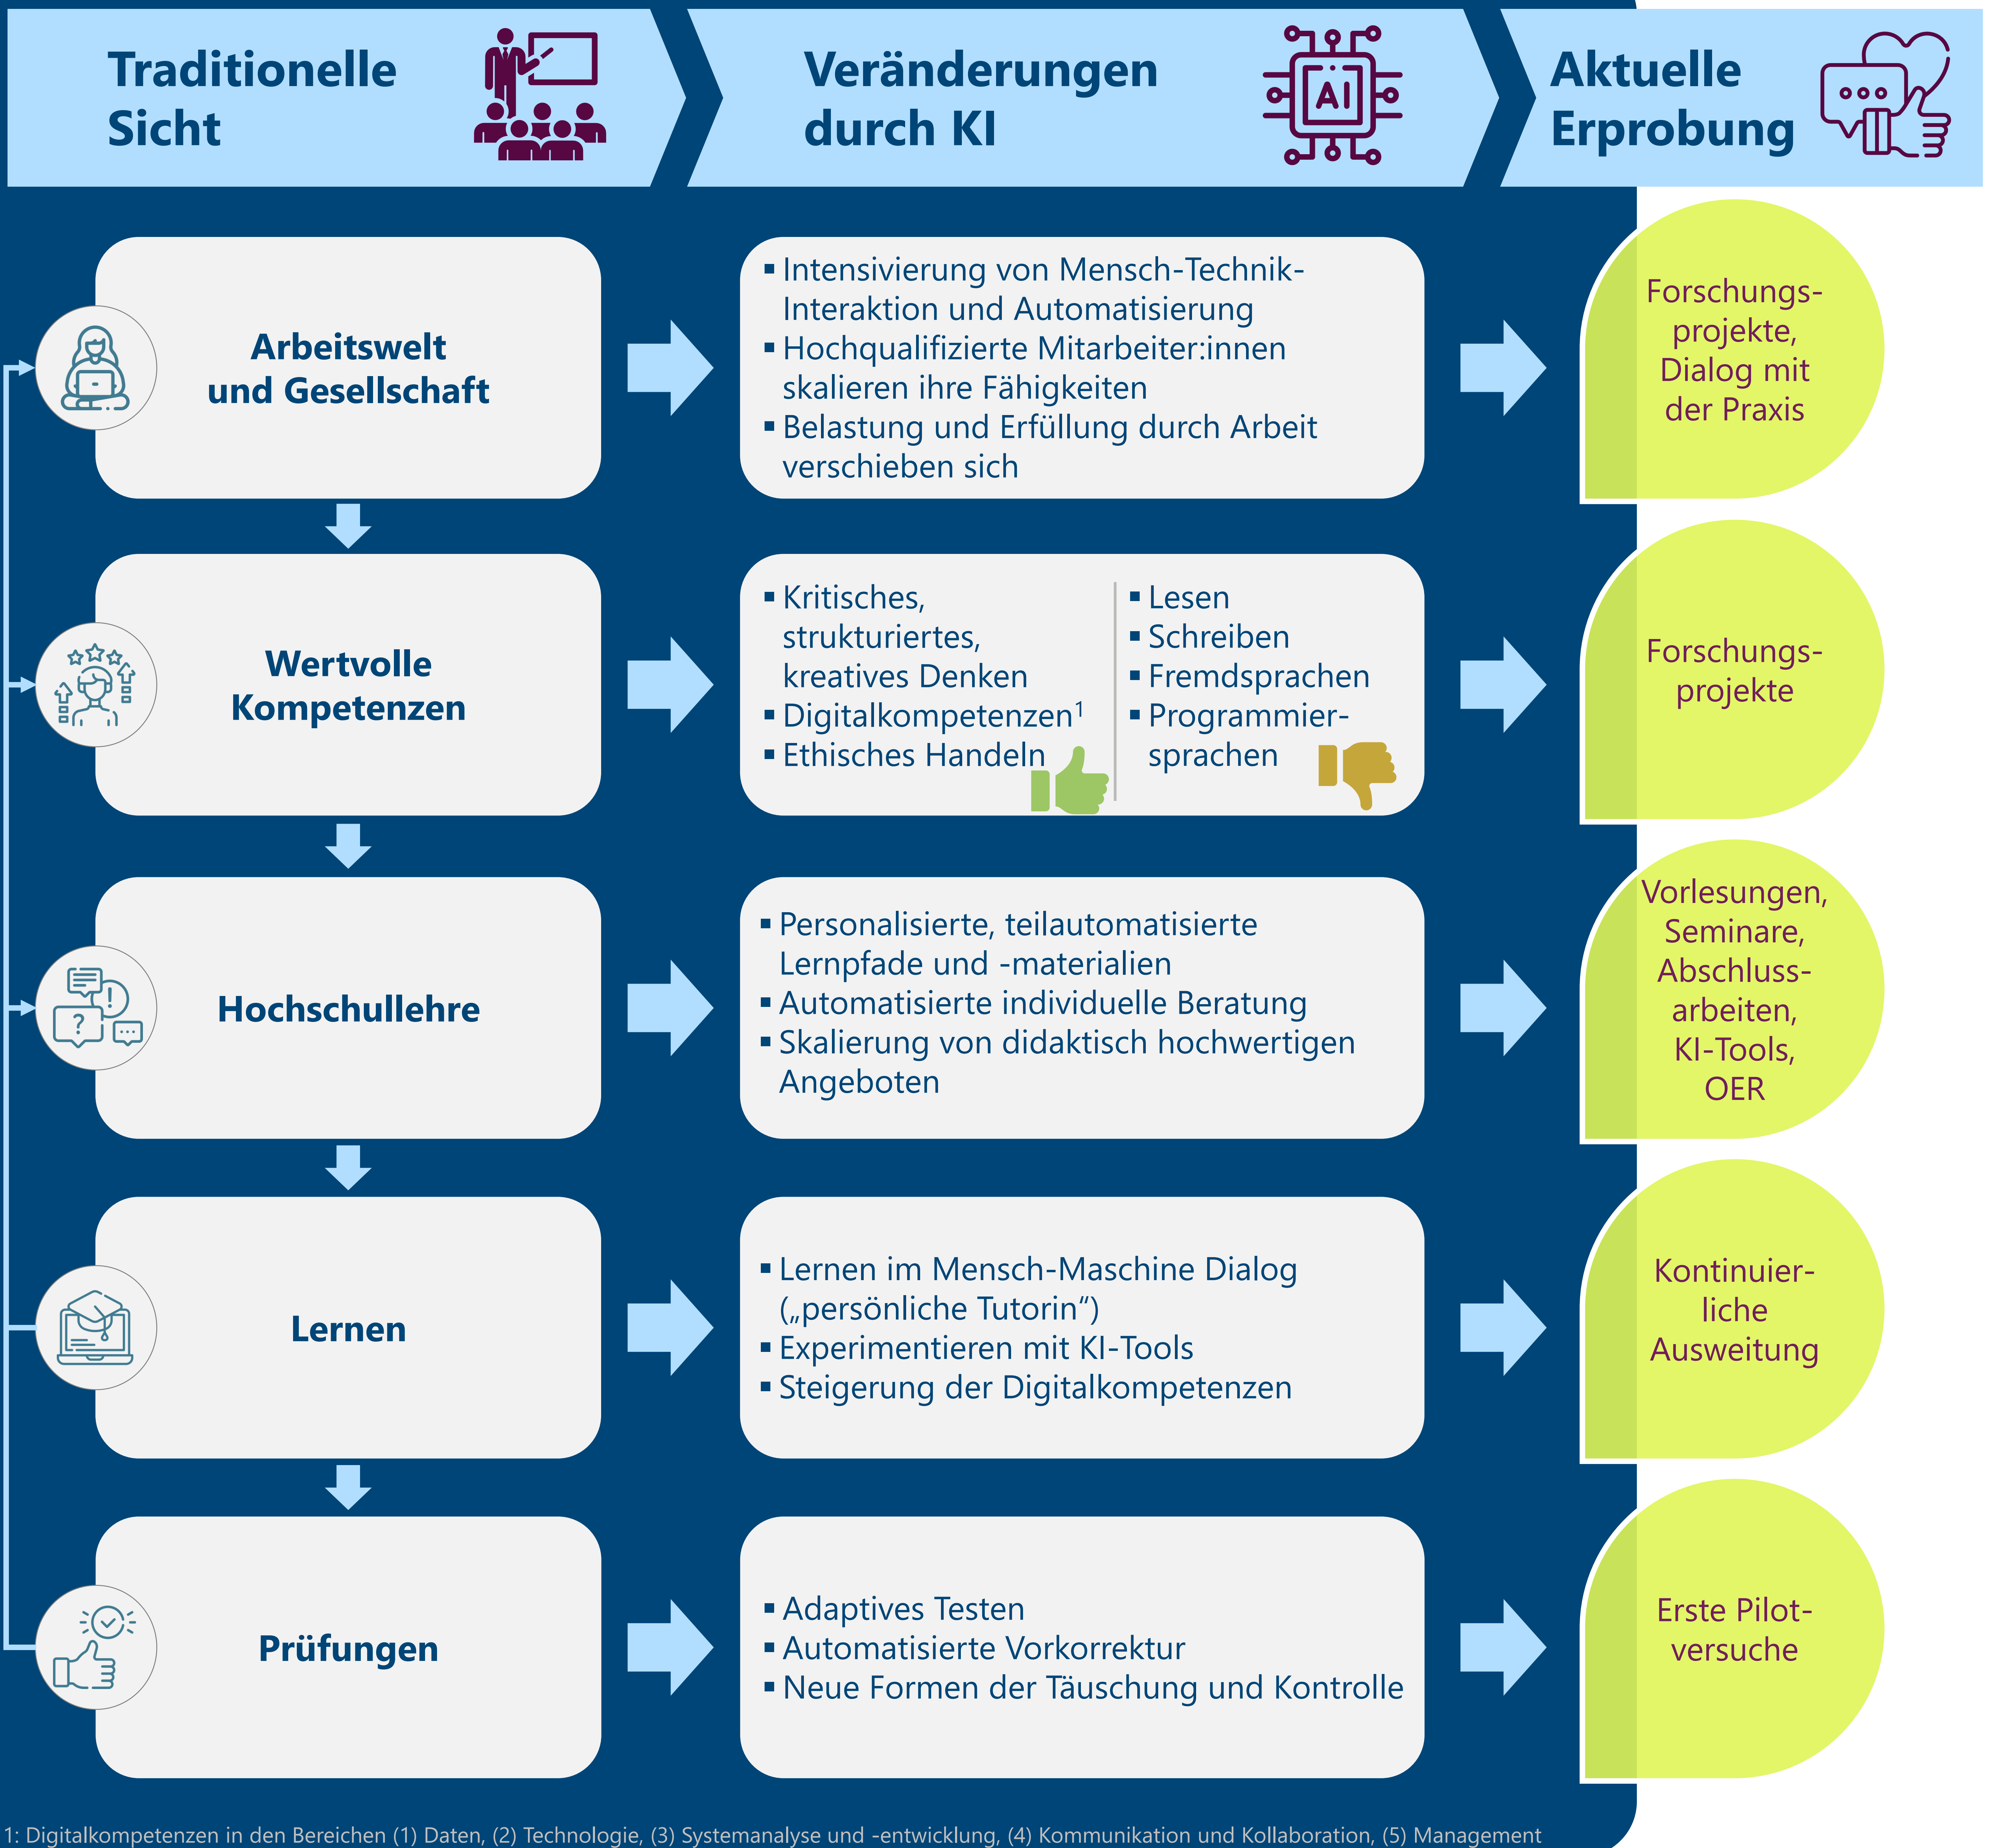 Traditionelle
Sicht
Veränderungen
durch KI
AI
Aktuelle
Erprobung
Arbeitswelt
und Gesellschaft
▪ Intensivierung von Mensch-Technik-
Interaktion und Automatisierung
▪ Hochqualifizierte Mitarbeiter:innen
skalieren ihre Fähigkeiten
▪ Belastung und Erfüllung durch Arbeit
verschieben sich
Forschungs-
projekte,
Dialog mit
der Praxis
Wertvolle
Kompetenzen
▪ Kritisches,
strukturiertes,
kreatives Denken
▪ Digitalkompetenzen¹
▪ Ethisches Handeln
▪ Lesen
▪ Schreiben
▪ Fremdsprachen
▪ Programmier-
sprachen
Forschungs-
projekte
Hochschullehre
▪ Personalisierte, teilautomatisierte
Lernpfade und -materialien
▪ Automatisierte individuelle Beratung
▪ Skalierung von didaktisch hochwertigen
Angeboten
Vorlesungen,
Seminare,
Abschluss-
arbeiten,
KI-Tools,
OER
Lernen
▪ Lernen im Mensch-Maschine Dialog
(„persönliche Tutorin“)
▪ Experimentieren mit KI-Tools
▪ Steigerung der Digitalkompetenzen
Kontinuier-
liche
Ausweitung
Prüfungen
▪ Adaptives Testen
▪ Automatisierte Vorkorrektur
▪ Neue Formen der Täuschung und Kontrolle
Erste Pilot-
versuche
1: Digitalkompetenzen in den Bereichen (1) Daten, (2) Technologie, (3) Systemanalyse und -entwicklung, (4) Kommunikation und Kollaboration, (5) Management